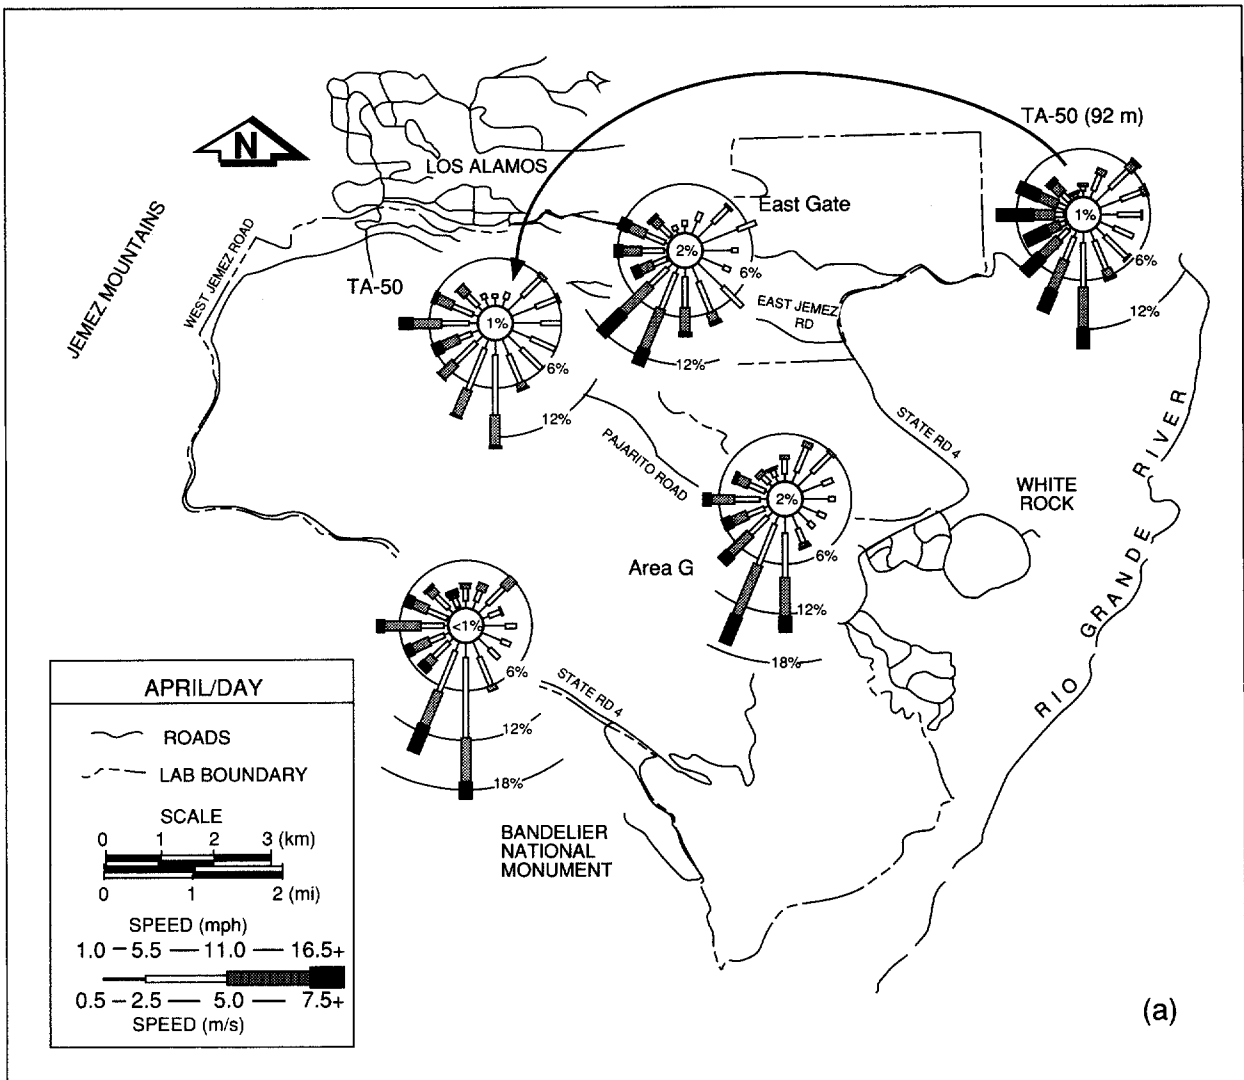 TA-50 (92 m)
N
LOS ALAMOS
1%
6%
12%
East Gate
2%
6%
12%
JEMEZ MOUNTAINS
WEST JEMEZ ROAD
TA-50
1%
6%
12%
EAST JEMEZ
RD
STATE RD 4
PAJARITO ROAD
2%
6%
12%
18%
Area G
WHITE
ROCK
RIO GRANDE RIVER
<1%
6%
12%
18%
STATE RD 4
BANDELIER
NATIONAL
MONUMENT
APRIL/DAY
ROADS
LAB BOUNDARY
SCALE
0 1 2 3 (km)
0 1 2 (mi)
SPEED (mph)
1.0 – 5.5 — 11.0 — 16.5+
0.5 – 2.5 — 5.0 — 7.5+
SPEED (m/s)
(a)